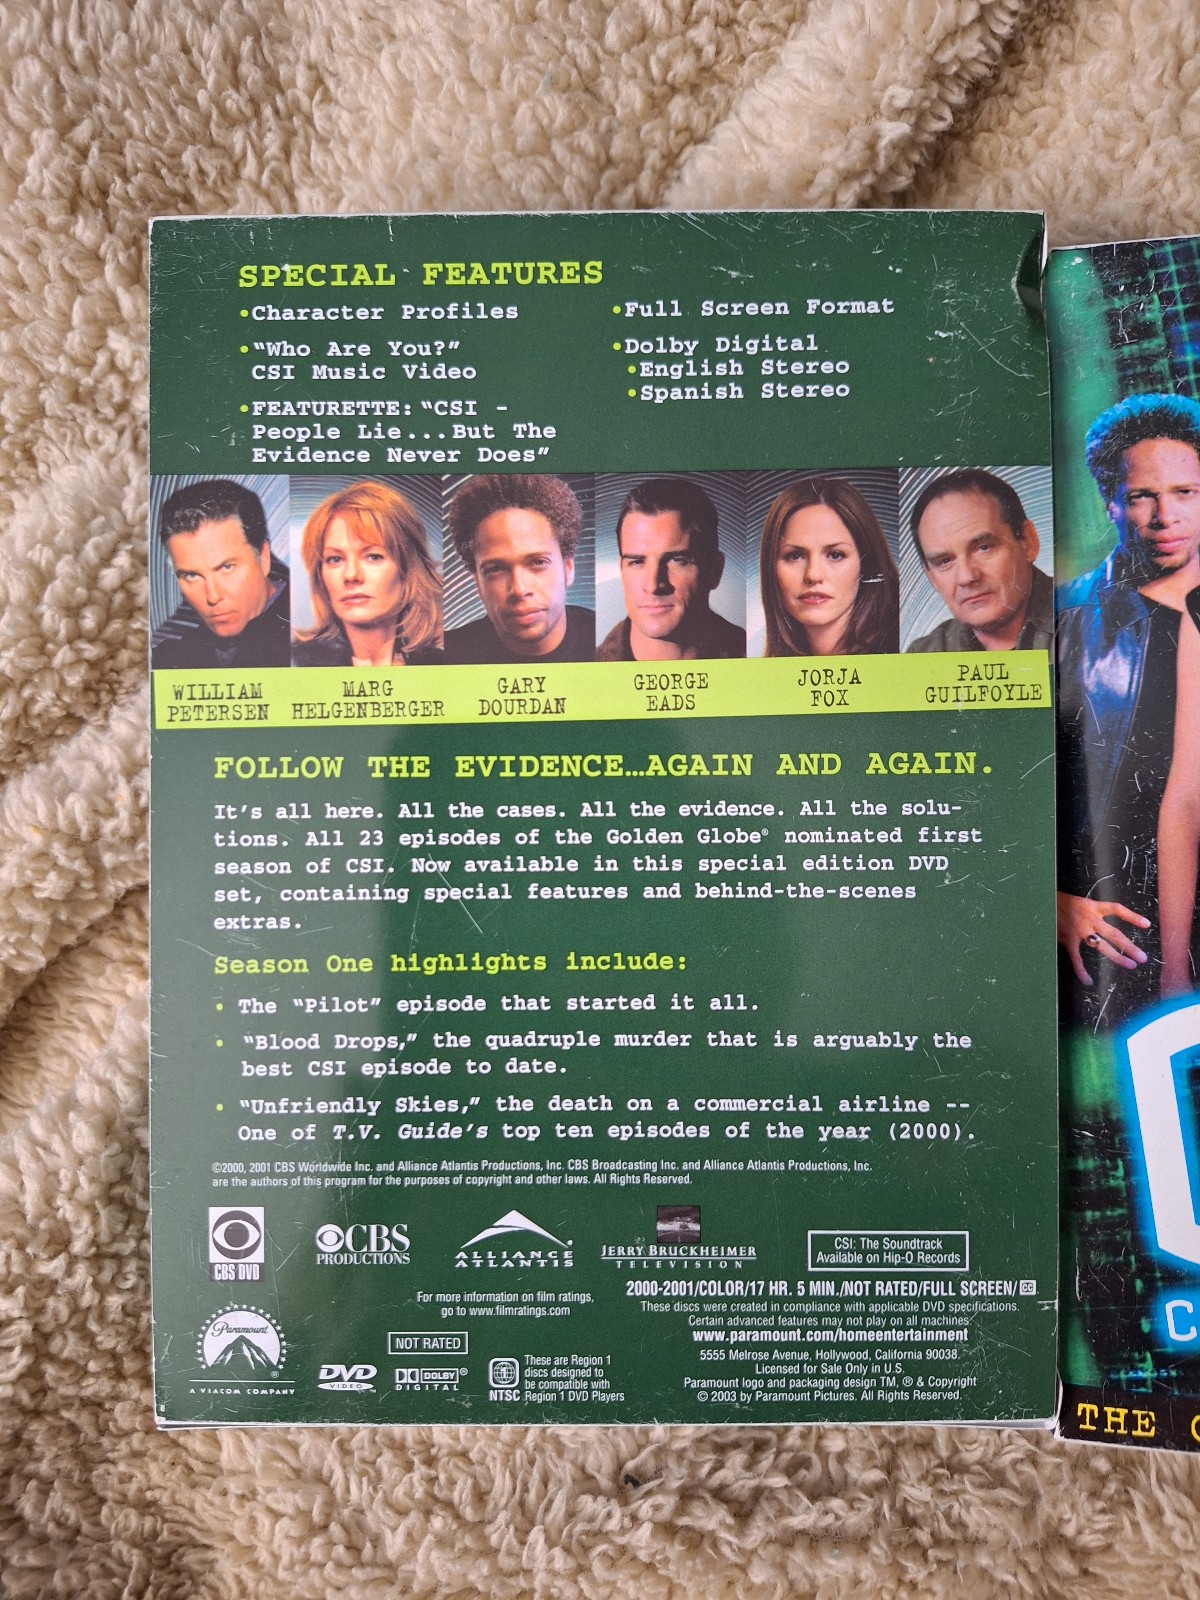 SPECIAL FEATURES
•Character Profiles
•"Who Are You?"
CSI Music Video
•FEATURETTE: "CSI -
People Lie...But The
Evidence Never Does"
•Full Screen Format
•Dolby Digital
•English Stereo
•Spanish Stereo
WILLIAM
PETERSEN
MARG
HELGENBERGER
GARY
DOURDAN
GEORGE
EADS
JORJA
FOX
PAUL
GUILFOYLE
FOLLOW THE EVIDENCE...AGAIN AND AGAIN.
It's all here. All the cases. All the evidence. All the solu-
tions. All 23 episodes of the Golden Globe® nominated first
season of CSI. Now available in this special edition DVD
set, containing special features and behind-the-scenes
extras.
Season One highlights include:
• The "Pilot" episode that started it all.
• "Blood Drops," the quadruple murder that is arguably the
best CSI episode to date.
• "Unfriendly Skies," the death on a commercial airline --
One of T.V. Guide's top ten episodes of the year (2000).
©2000, 2001 CBS Worldwide Inc. and Alliance Atlantis Productions, Inc. CBS Broadcasting Inc. and Alliance Atlantis Productions, Inc.
are the authors of this program for the purposes of copyright and other laws. All Rights Reserved.
CBS DVD
CBS
PRODUCTIONS
ALLIANCE
ATLANTIS
JERRY BRUCKHEIMER
TELEVISION
CSI: The Soundtrack
Available on Hip-O Records
For more information on film ratings,
go to www.filmratings.com
2000-2001/COLOR/17 HR. 5 MIN./NOT RATED/FULL SCREEN/CC
These discs were created in compliance with applicable DVD specifications.
Certain advanced features may not play on all machines.
www.paramount.com/homeentertainment
5555 Melrose Avenue, Hollywood, California 90038.
Licensed for Sale Only in U.S.
Paramount logo and packaging design TM, ® & Copyright
© 2003 by Paramount Pictures. All Rights Reserved.
Paramount
®
A VIACOM COMPANY
NOT RATED
DVD
VIDEO™
DOLBY®
DIGITAL
NTSC
These are Region 1
discs designed to
be compatible with
Region 1 DVD Players
C
THE